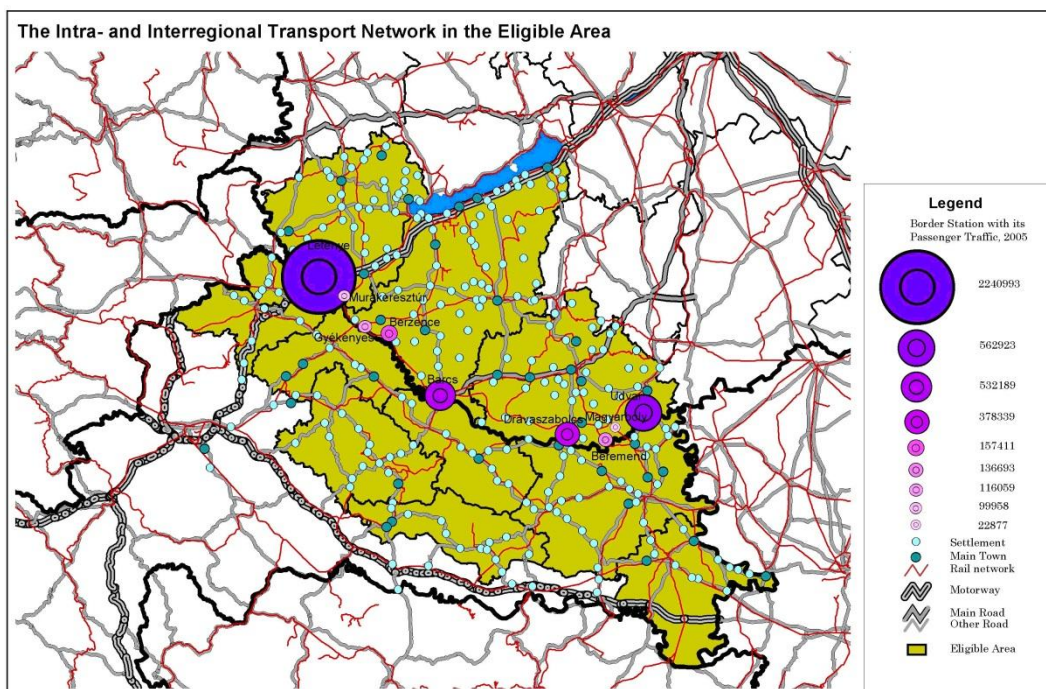 The Intra- and Interregional Transport Network in the Eligible Area
Letenye
Murakeresztúr
Berzence
Gyékényes
Barcs
Udvar
Drávaszabolcs
Magyarbóly
Beremend
Legend
Border Station with its
Passenger Traffic, 2005
2240993
562923
532189
378339
157411
136693
116059
99958
22877
Settlement
Main Town
Rail network
Motorway
Main Road
Other Road
Eligible Area